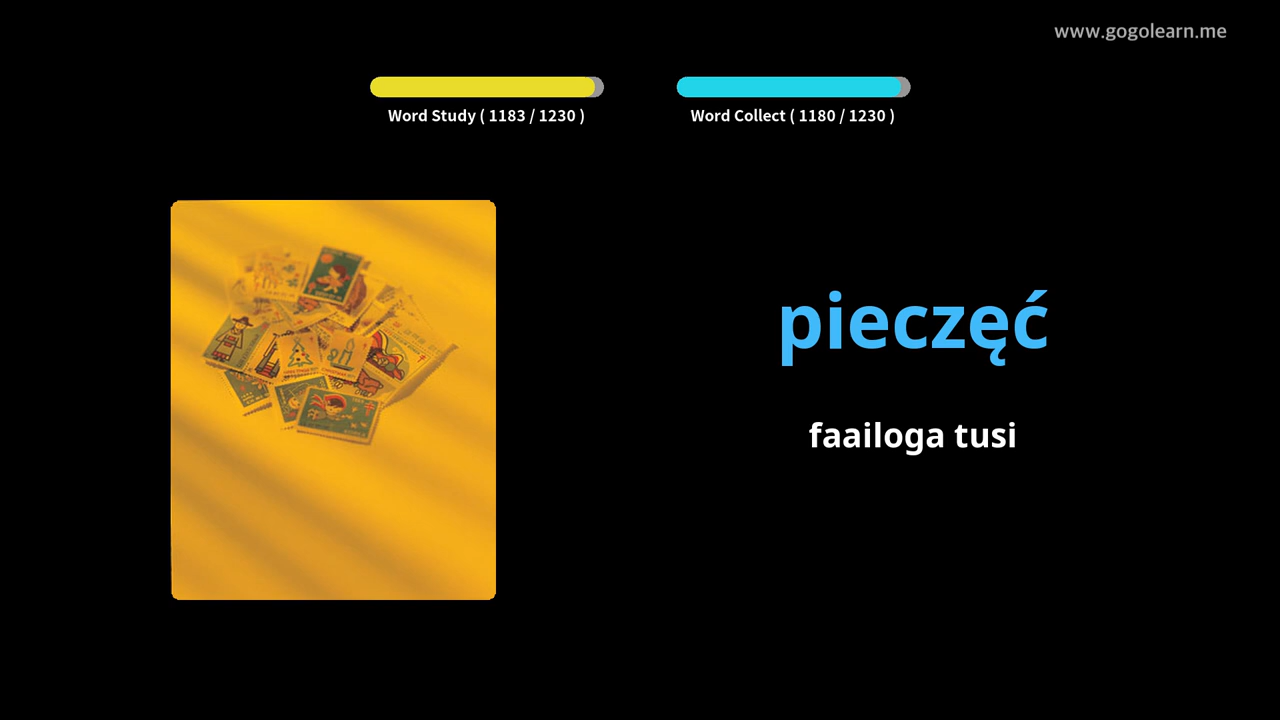 www.gogolearn.me
Word Study ( 1183 / 1230 )
Word Collect ( 1180 / 1230 )
pieczęć
faailoga tusi